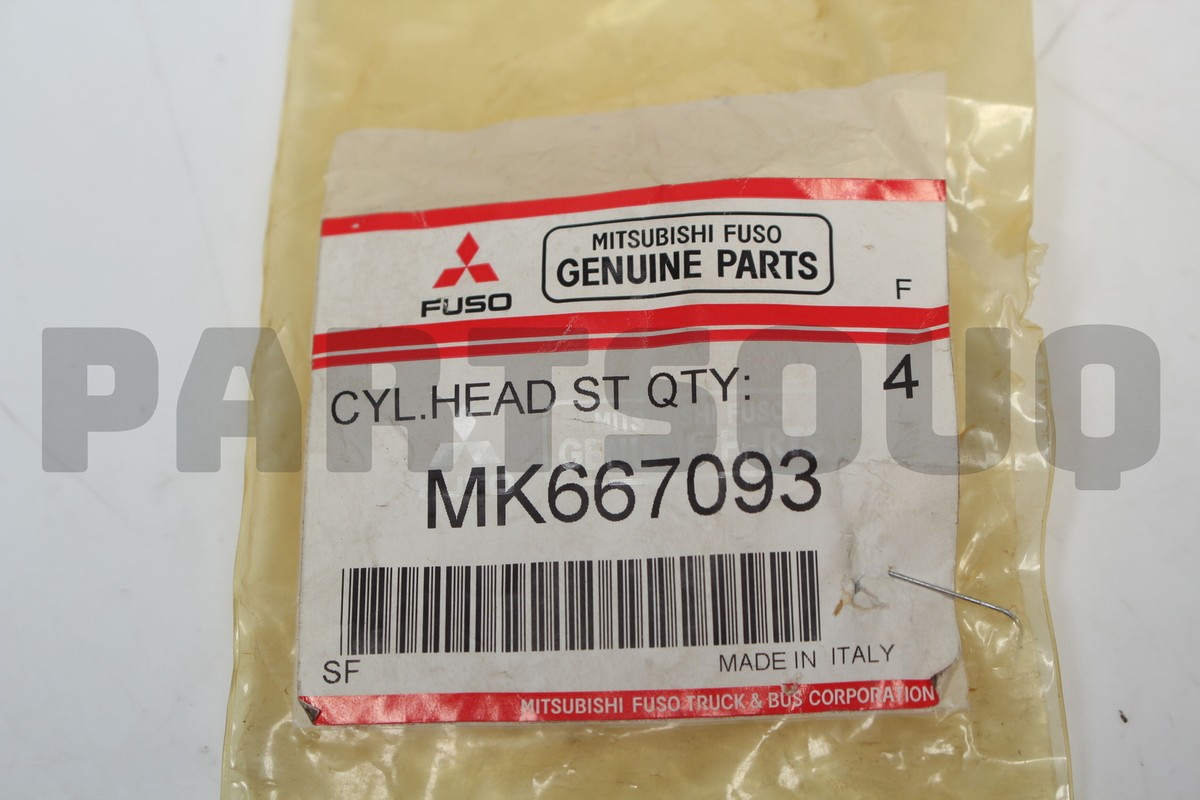 MITSUBISHI FUSO
GENUINE PARTS
FUSO
F
CYL.HEAD ST QTY: 4
PARTSOUQ
MK667093
SF
MADE IN ITALY
MITSUBISHI FUSO TRUCK & BUS CORPORATION